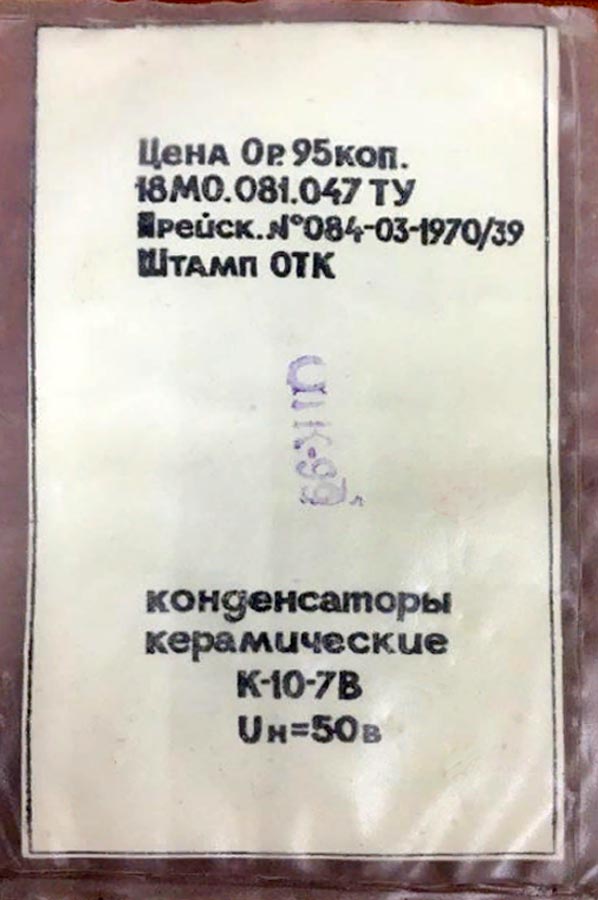 Цена 0р. 95коп.
18МО.081.047 ТУ
Прейск. №084-03-1970/39
Штамп ОТК
конденсаторы
керамические
К-10-7В
Uн=50в